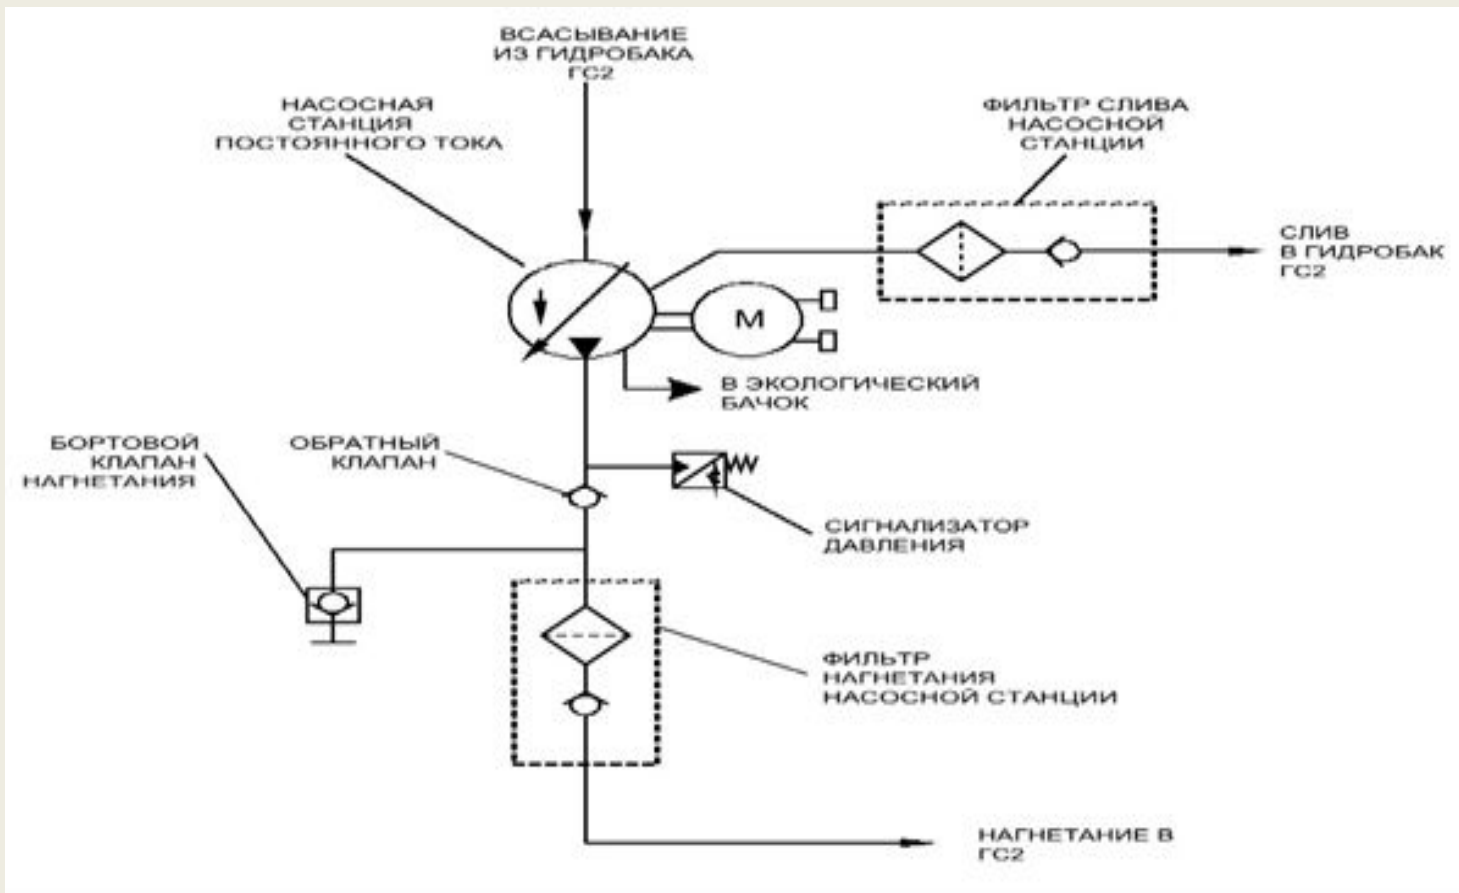 ВСАСЫВАНИЕ
ИЗ ГИДРОБАКА
ГС2
НАСОСНАЯ
СТАНЦИЯ
ПОСТОЯННОГО ТОКА
ФИЛЬТР СЛИВА
НАСОСНОЙ
СТАНЦИИ
СЛИВ
В ГИДРОБАК
ГС2
М
В ЭКОЛОГИЧЕСКИЙ
БАЧОК
БОРТОВОЙ
КЛАПАН
НАГНЕТАНИЯ
ОБРАТНЫЙ
КЛАПАН
СИГНАЛИЗАТОР
ДАВЛЕНИЯ
ФИЛЬТР
НАГНЕТАНИЯ
НАСОСНОЙ СТАНЦИИ
НАГНЕТАНИЕ В
ГС2